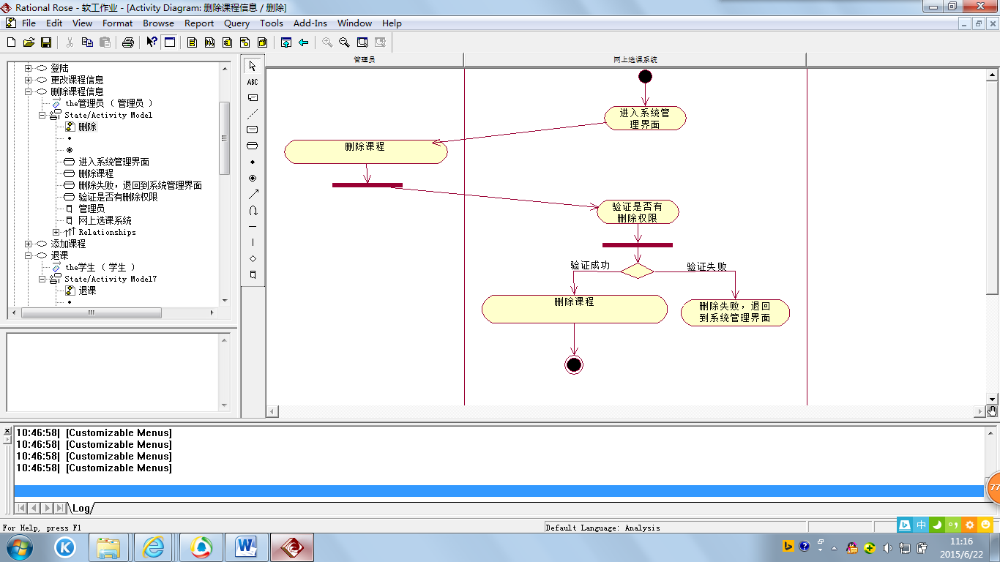 Rational Rose - 软工作业 - [Activity Diagram: 删除课程信息 / 删除]
File Edit View Format Browse Report Query Tools Add-Ins Window Help
登陆
更改课程信息
删除课程信息
the管理员 ( 管理员 )
State/Activity Model
删除
进入系统管理界面
删除课程
删除失败，退回到系统管理界面
验证是否有删除权限
管理员
网上选课系统
Relationships
添加课程
退课
the学生 ( 学生 )
State/Activity Model7
退课
ABC
管理员
网上选课系统
进入系统管
理界面
删除课程
验证是否有
删除权限
验证成功
验证失败
删除课程
删除失败，退回
到系统管理界面
10:46:58| [Customizable Menus]
10:46:58| [Customizable Menus]
10:46:58| [Customizable Menus]
10:46:58| [Customizable Menus]
Log
77
For Help, press F1
Default Language: Analysis
中
K
W
11:16
2015/6/22